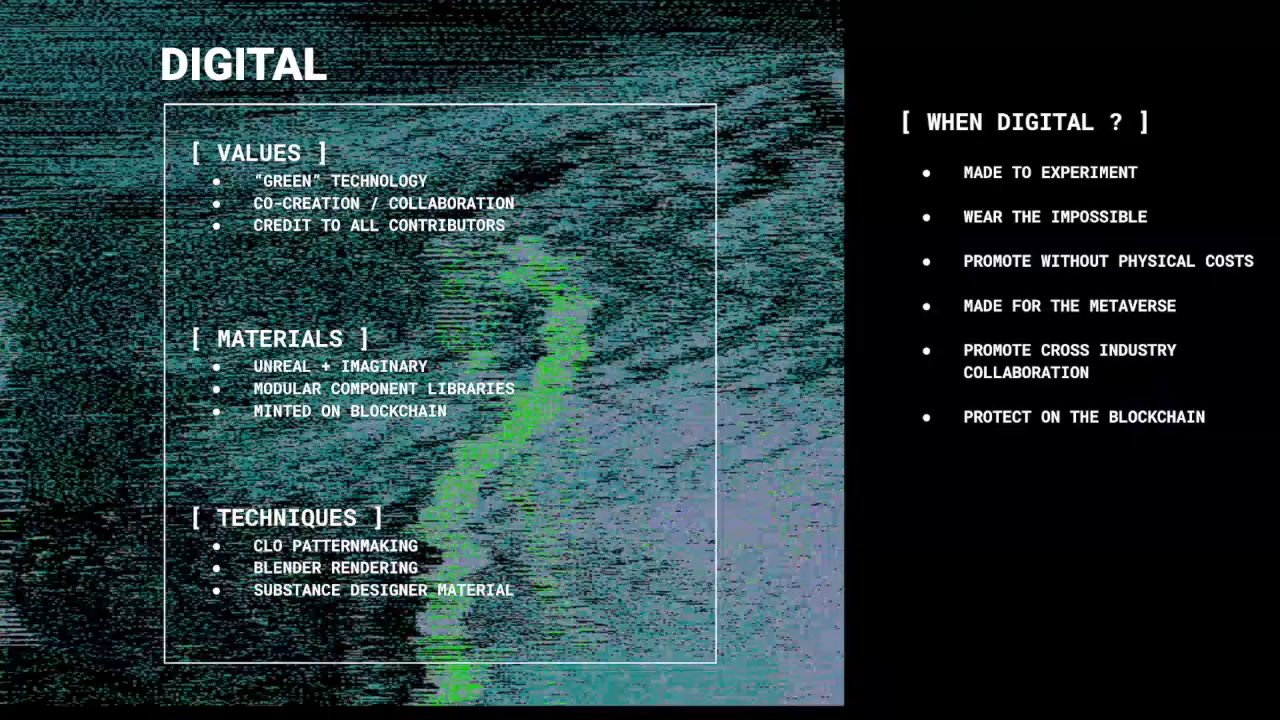 DIGITAL
[ VALUES ]
● “GREEN” TECHNOLOGY
● CO-CREATION / COLLABORATION
● CREDIT TO ALL CONTRIBUTORS
[ MATERIALS ]
● UNREAL + IMAGINARY
● MODULAR COMPONENT LIBRARIES
● MINTED ON BLOCKCHAIN
[ TECHNIQUES ]
● CLO PATTERNMAKING
● BLENDER RENDERING
● SUBSTANCE DESIGNER MATERIAL
[ WHEN DIGITAL ? ]
● MADE TO EXPERIMENT
● WEAR THE IMPOSSIBLE
● PROMOTE WITHOUT PHYSICAL COSTS
● MADE FOR THE METAVERSE
● PROMOTE CROSS INDUSTRY
COLLABORATION
● PROTECT ON THE BLOCKCHAIN